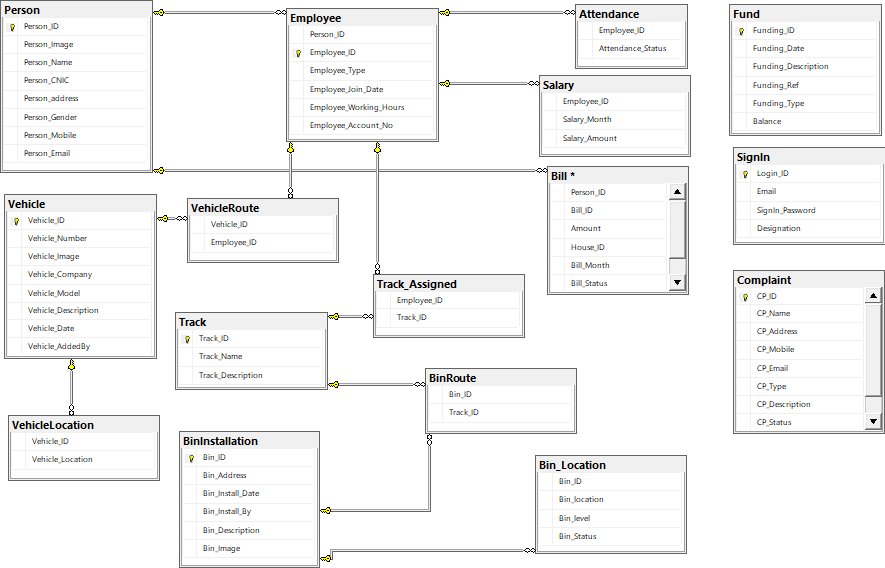 Person
Person_ID
Person_Image
Person_Name
Person_CNIC
Person_address
Person_Gender
Person_Mobile
Person_Email
Employee
Person_ID
Employee_ID
Employee_Type
Employee_Join_Date
Employee_Working_Hours
Employee_Account_No
Attendance
Employee_ID
Attendance_Status
Salary
Employee_ID
Salary_Month
Salary_Amount
Fund
Funding_ID
Funding_Date
Funding_Description
Funding_Ref
Funding_Type
Balance
SignIn
Login_ID
Email
SignIn_Password
Designation
Bill *
Person_ID
Bill_ID
Amount
House_ID
Bill_Month
Bill_Status
Vehicle
Vehicle_ID
Vehicle_Number
Vehicle_Image
Vehicle_Company
Vehicle_Model
Vehicle_Description
Vehicle_Date
Vehicle_AddedBy
VehicleRoute
Vehicle_ID
Employee_ID
Track_Assigned
Employee_ID
Track_ID
Complaint
CP_ID
CP_Name
CP_Address
CP_Mobile
CP_Email
CP_Type
CP_Description
CP_Status
Track
Track_ID
Track_Name
Track_Description
BinRoute
Bin_ID
Track_ID
VehicleLocation
Vehicle_ID
Vehicle_Location
BinInstallation
Bin_ID
Bin_Address
Bin_Install_Date
Bin_Install_By
Bin_Description
Bin_Image
Bin_Location
Bin_ID
Bin_location
Bin_level
Bin_Status